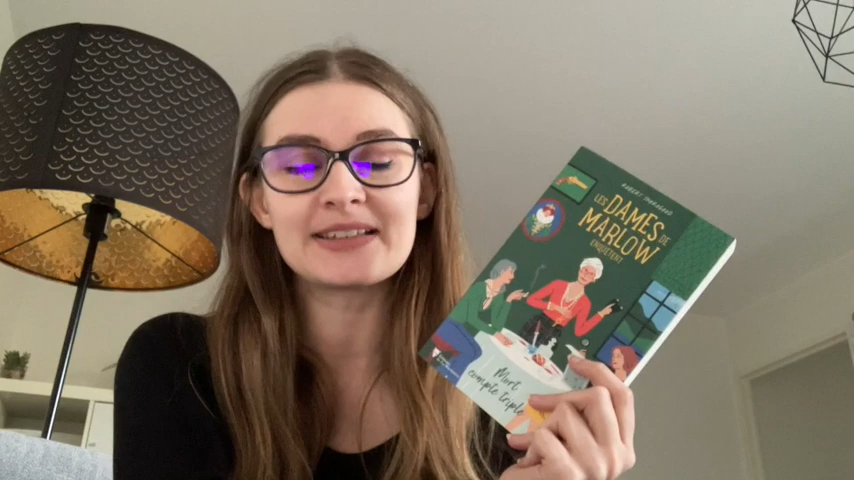 ROBERT THOROGOOD
LES DAMES DE
MARLOW
ENQUÊTENT
Mort
compte triple